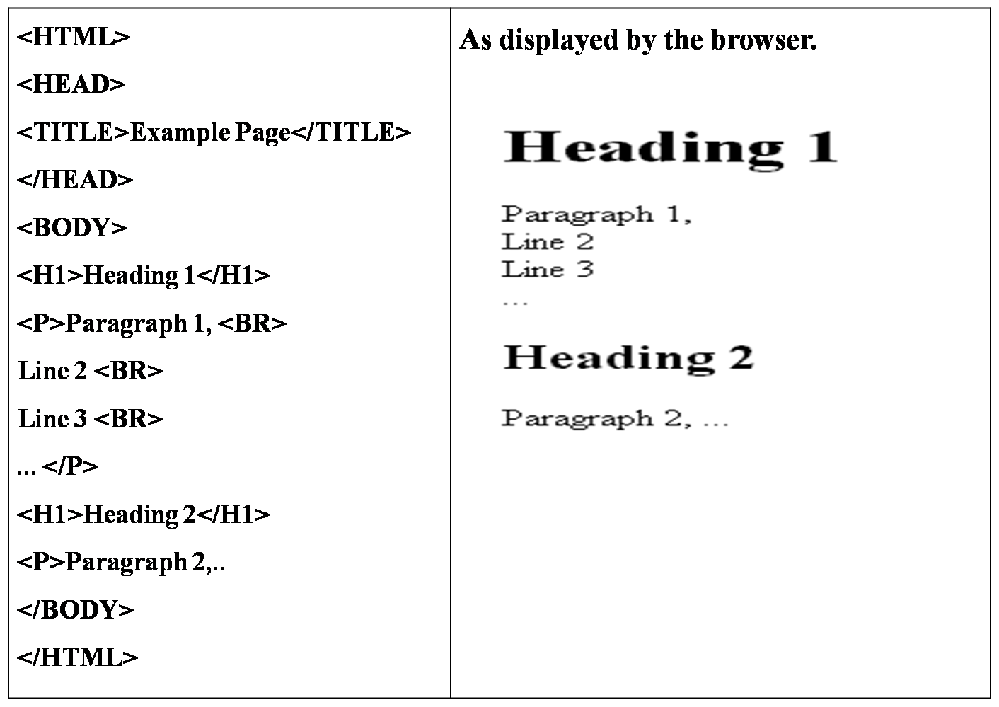 <HTML>
<HEAD>
<TITLE>Example Page</TITLE>
</HEAD>
<BODY>
<H1>Heading 1</H1>
<P>Paragraph 1, <BR>
Line 2 <BR>
Line 3 <BR>
... </P>
<H1>Heading 2</H1>
<P>Paragraph 2,..
</BODY>
</HTML>
As displayed by the browser.
Heading 1
Paragraph 1,
Line 2
Line 3
...
Heading 2
Paragraph 2, ...